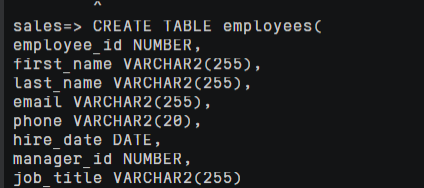 ^
sales=> CREATE TABLE employees(
employee_id NUMBER,
first_name VARCHAR2(255),
last_name VARCHAR2(255),
email VARCHAR2(255),
phone VARCHAR2(20),
hire_date DATE,
manager_id NUMBER,
job_title VARCHAR2(255)